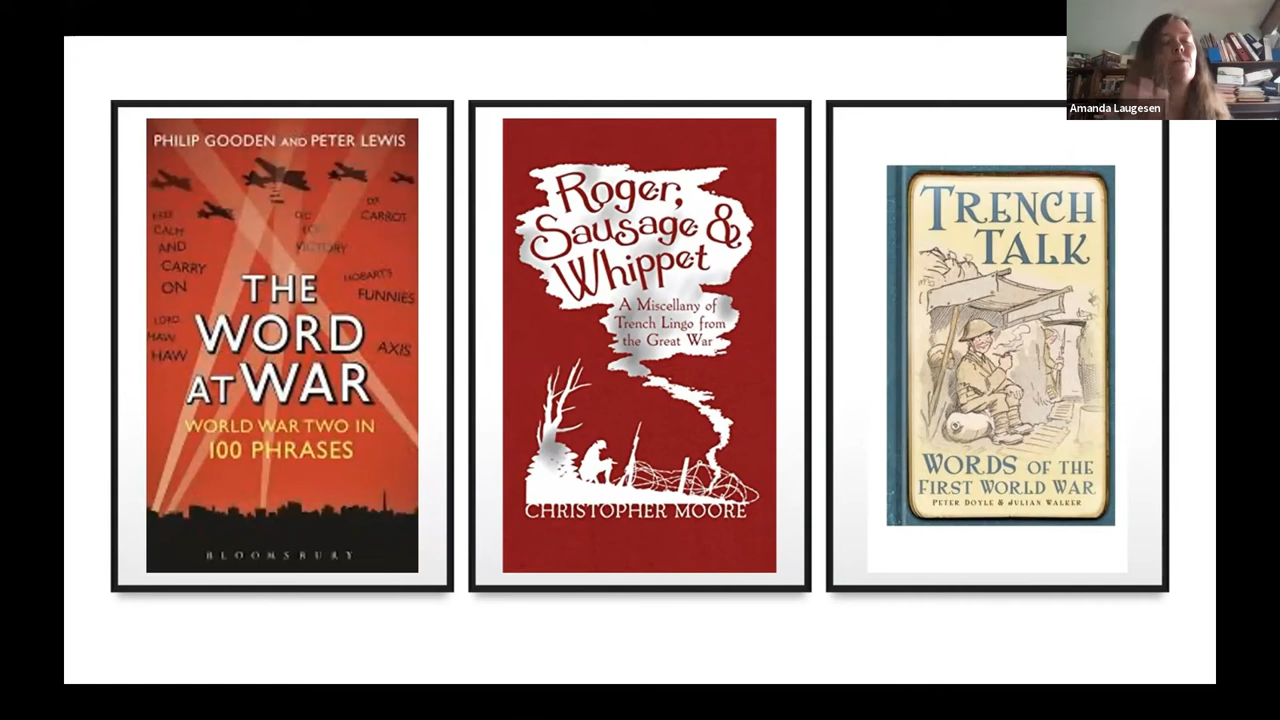 PHILIP GOODEN AND PETER LEWIS
KEEP
CALM
AND
CARRY
ON
DIG
FOR
VICTORY
DR
CARROT
HOBART'S
FUNNIES
LORD
HAW
HAW
AXIS
THE
WORD
AT WAR
WORLD WAR TWO IN
100 PHRASES
BLOOMSBURY
Roger,
Sausage &
Whippet
A Miscellany of
Trench Lingo from
the Great War
CHRISTOPHER MOORE
TRENCH
TALK
WORDS OF THE
FIRST WORLD WAR
PETER DOYLE & JULIAN WALKER
Amanda Laugesen